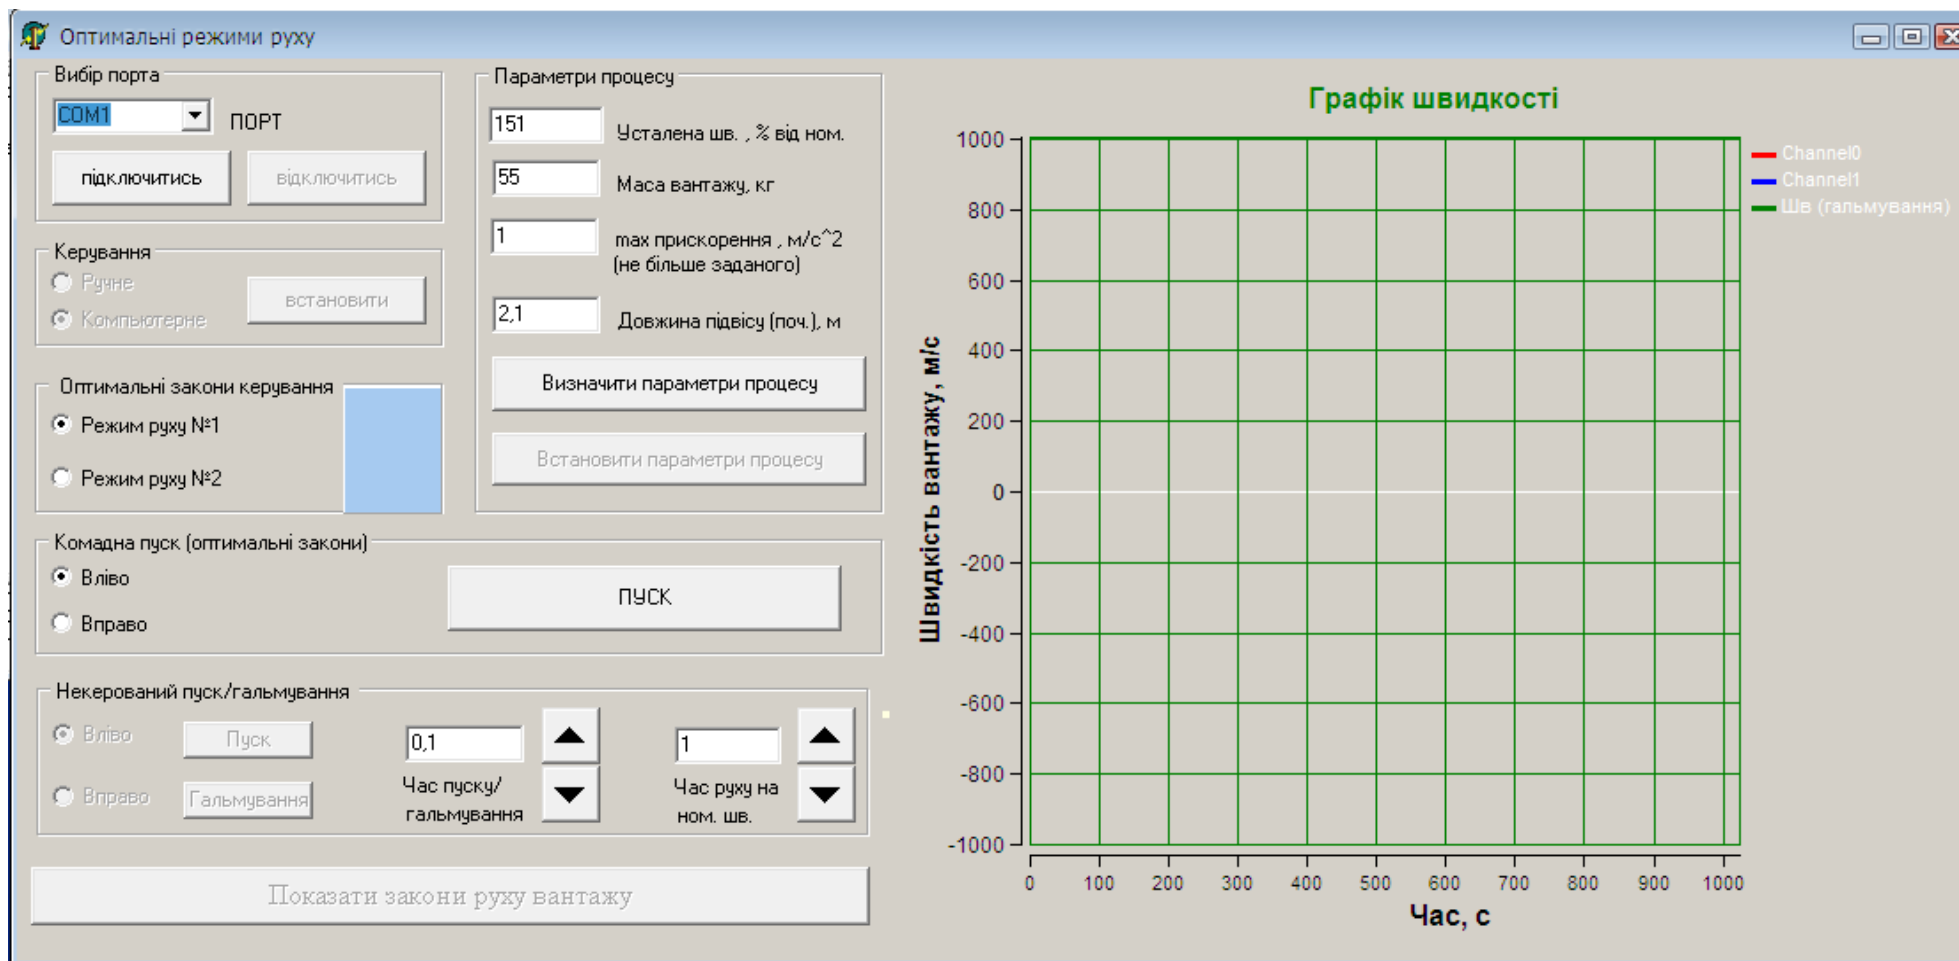 Оптимальні режими руху
Вибір порта
COM1
ПОРТ
підключитись
відключитись
Керування
Ручне
Компьютерне
встановити
Оптимальні закони керування
Режим руху №1
Режим руху №2
Параметри процесу
151
Усталена шв. , % від ном.
55
Маса вантажу, кг
1
max прискорення , м/с^2
(не більше заданого)
2,1
Довжина підвісу (поч.), м
Визначити параметри процесу
Встановити параметри процесу
Комадна пуск (оптимальні закони)
Вліво
Вправо
ПУСК
Некерований пуск/гальмування
Вліво
Пуск
Вправо
Гальмування
0,1
Час пуску/
гальмування
1
Час руху на
ном. шв.
Показати закони руху вантажу
Графік швидкості
Швидкість вантажу, м/с
1000
800
600
400
200
0
-200
-400
-600
-800
-1000
0 100 200 300 400 500 600 700 800 900 1000
Час, с
Channel0
Channel1
Шв (гальмування)